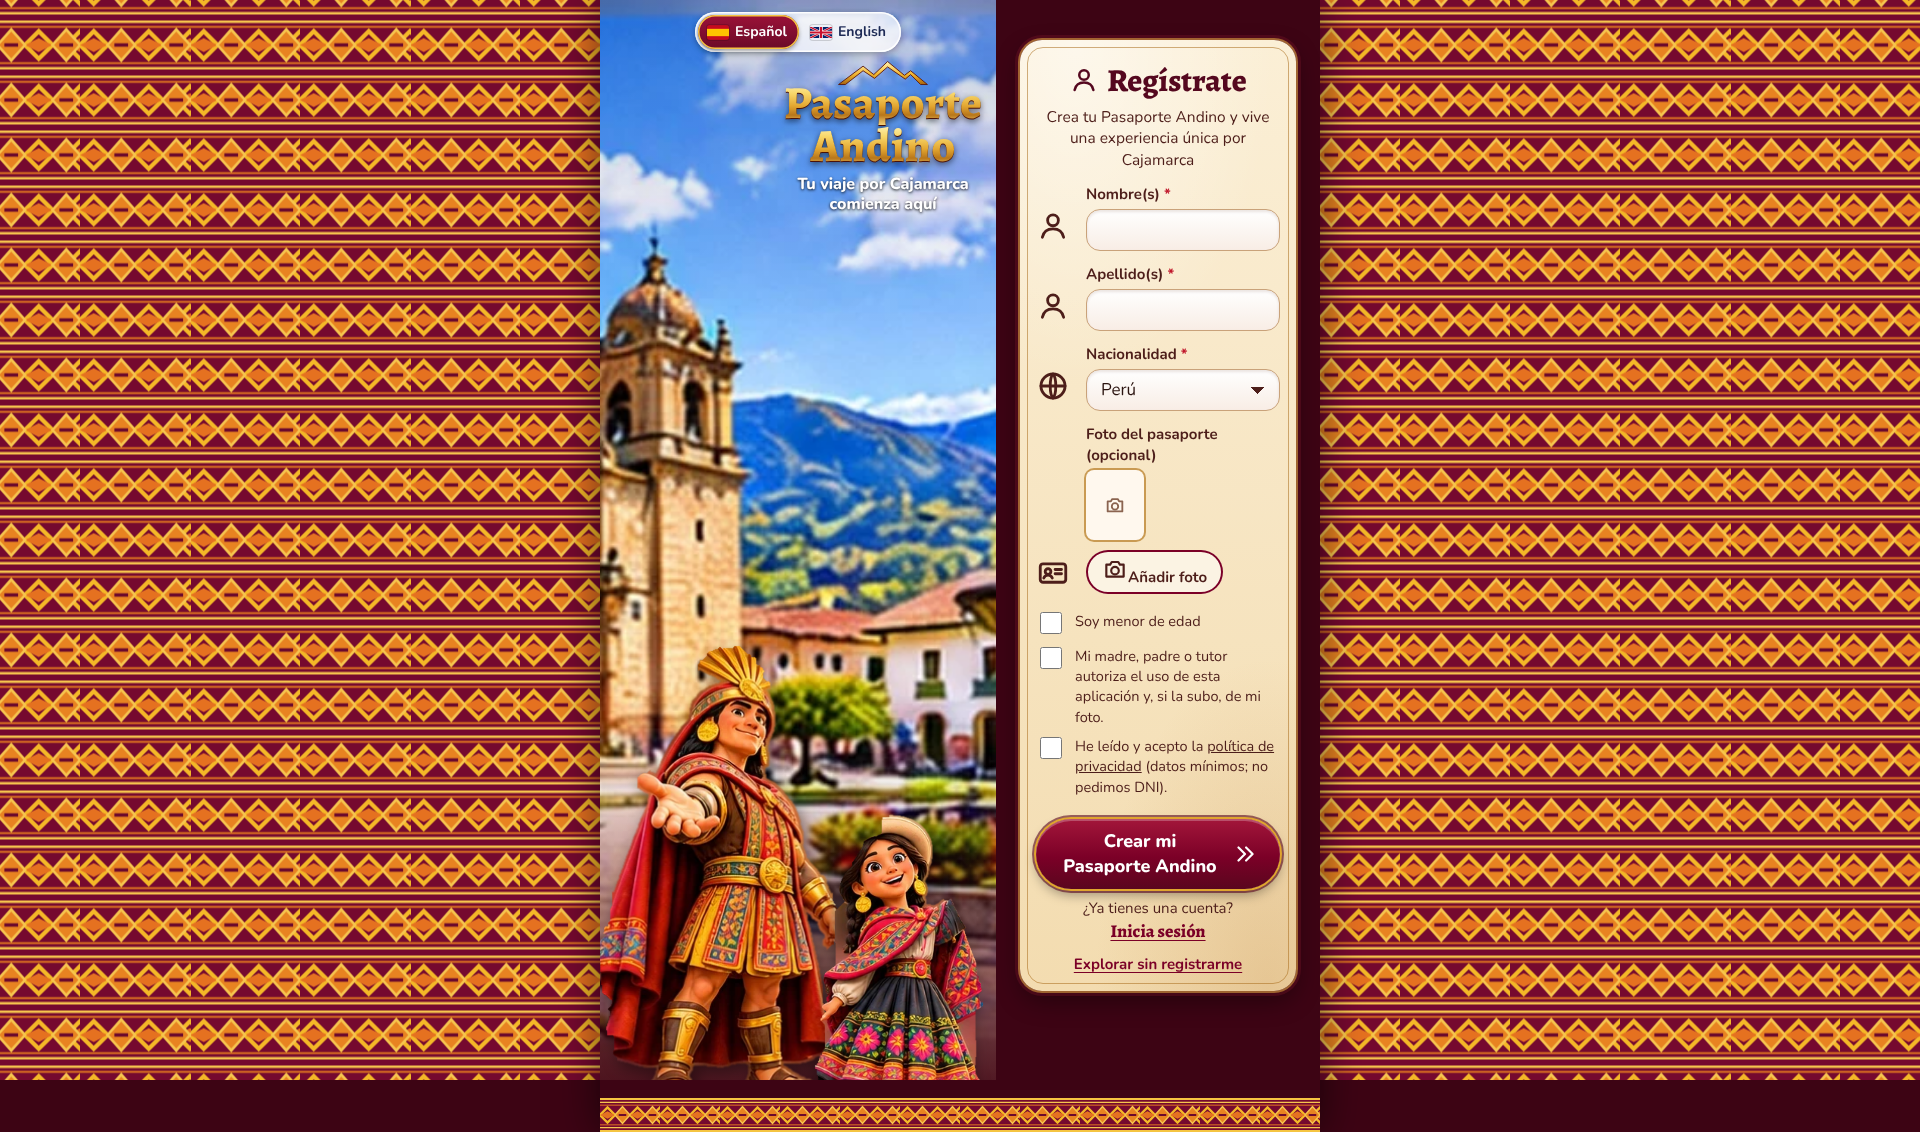 Español
English
Pasaporte
Andino
Tu viaje por Cajamarca
comienza aquí
Regístrate
Crea tu Pasaporte Andino y vive
una experiencia única por
Cajamarca
Nombre(s) *
Apellido(s) *
Nacionalidad *
Perú
Foto del pasaporte
(opcional)
Añadir foto
Soy menor de edad
Mi madre, padre o tutor
autoriza el uso de esta
aplicación y, si la subo, de mi
foto.
He leído y acepto la política de
privacidad (datos mínimos; no
pedimos DNI).
Crear mi
Pasaporte Andino
¿Ya tienes una cuenta?
Inicia sesión
Explorar sin registrarme